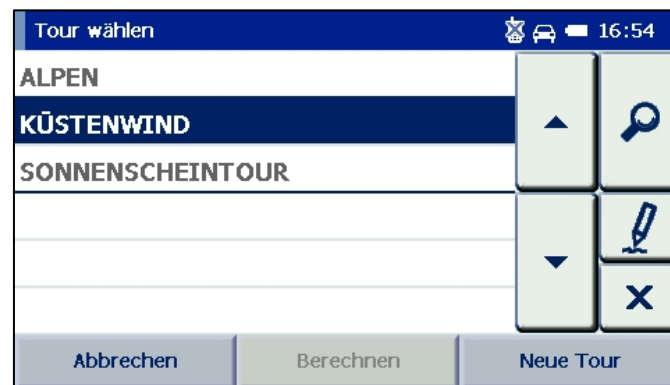 Tour wählen 16:54
ALPEN
KÜSTENWIND
SONNENSCHEINTOUR
Abbrechen Berechnen Neue Tour